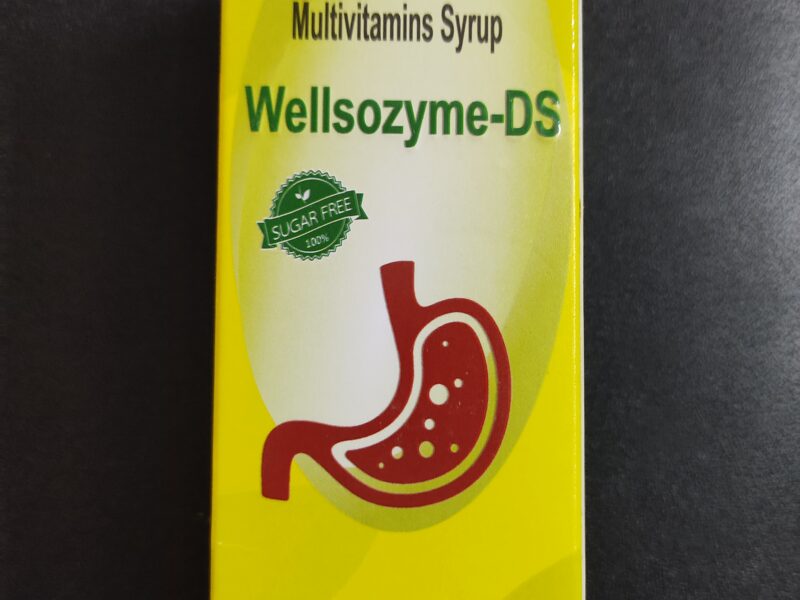 Multivitamins Syrup
Wellsozyme-DS
SUGAR FREE
100%